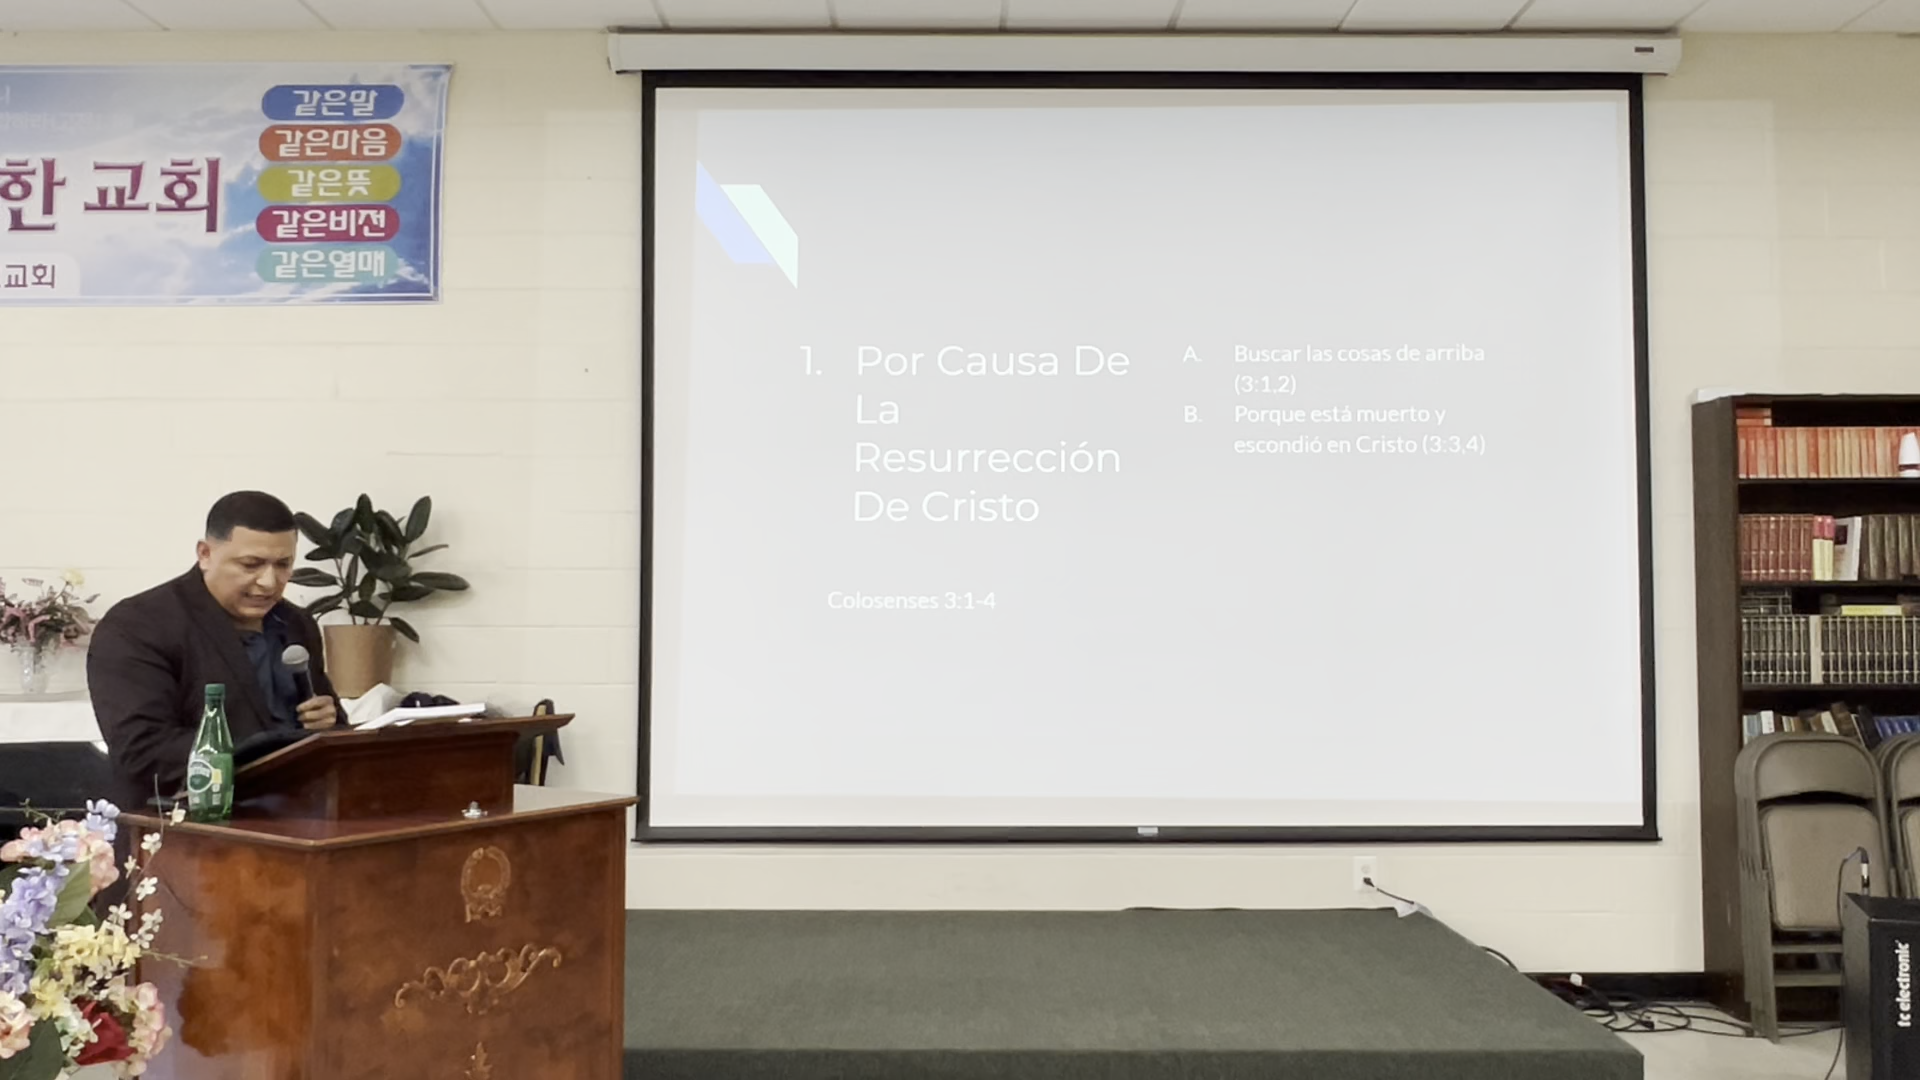 같은말
같은마음
같은뜻
같은비전
같은열매
한 교회
교회
1. Por Causa De
La
Resurrección
De Cristo
Colosenses 3:1-4
A. Buscar las cosas de arriba
(3:1,2)
B. Porque está muerto y
escondió en Cristo (3:3,4)
tc electronic